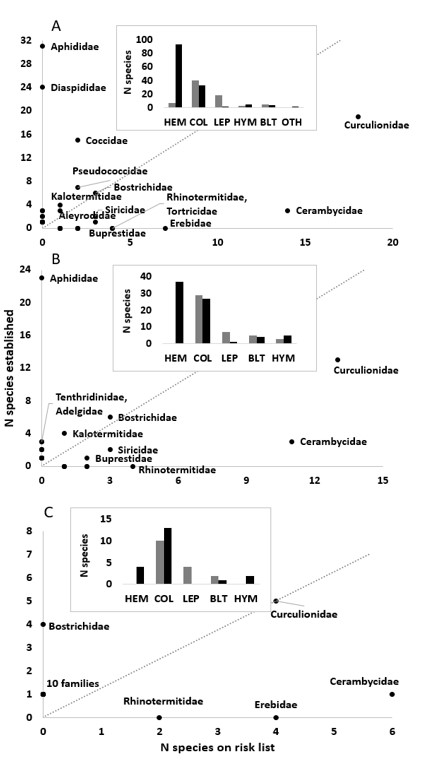 A
32
28
24
20
16
12
8
4
0
0
5
10
15
20
Aphididae
Diaspididae
Coccidae
Pseudococcidae
Bostrichidae
Kalotermitidae
Siricidae
Aleyrodidae
Buprestidae
Rhinotermitidae,
Tortricidae
Erebidae
Cerambycidae
Curculionidae
N species
100
80
60
40
20
0
HEM COL LEP HYM BLT OTH
B
24
20
16
12
8
4
0
0
3
6
9
12
15
Aphididae
Tenthridinidae,
Adelgidae
Bostrichidae
Kalotermitidae
Siricidae
Buprestidae
Rhinotermitidae
Cerambycidae
Curculionidae
N species
40
30
20
10
0
HEM COL LEP BLT HYM
N species established
C
8
7
6
5
4
3
2
1
0
0
1
2
3
4
5
6
Bostrichidae
10 families
Rhinotermitidae
Erebidae
Cerambycidae
Curculionidae
N species
15
10
5
0
HEM COL LEP BLT HYM
N species on risk list